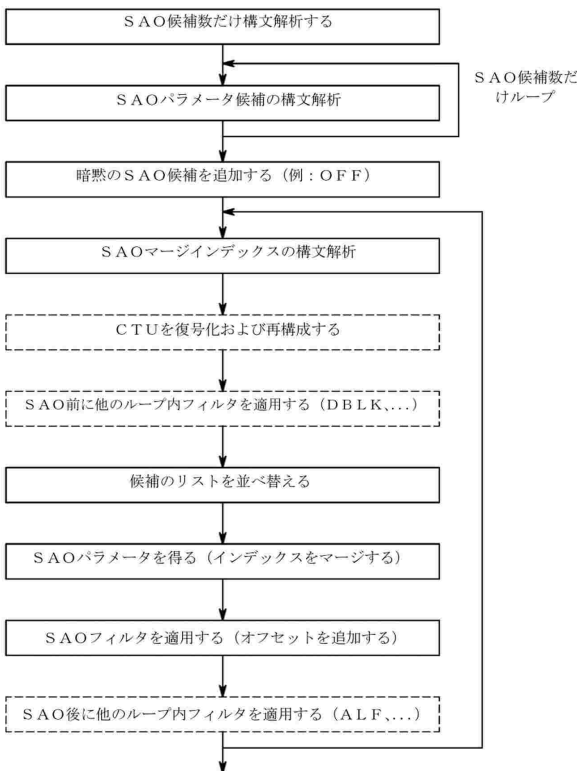 ＳＡＯ候補数だけ構文解析する
ＳＡＯ候補数だ
けループ
ＳＡＯパラメータ候補の構文解析
暗黙のＳＡＯ候補を追加する（例：ＯＦＦ）
ＳＡＯマージインデックスの構文解析
ＣＴＵを復号化および再構成する
ＳＡＯ前に他のループ内フィルタを適用する（ＤＢＬＫ、...）
候補のリストを並べ替える
ＳＡＯパラメータを得る（インデックスをマージする）
ＳＡＯフィルタを適用する（オフセットを追加する）
ＳＡＯ後に他のループ内フィルタを適用する（ＡＬＦ、...）